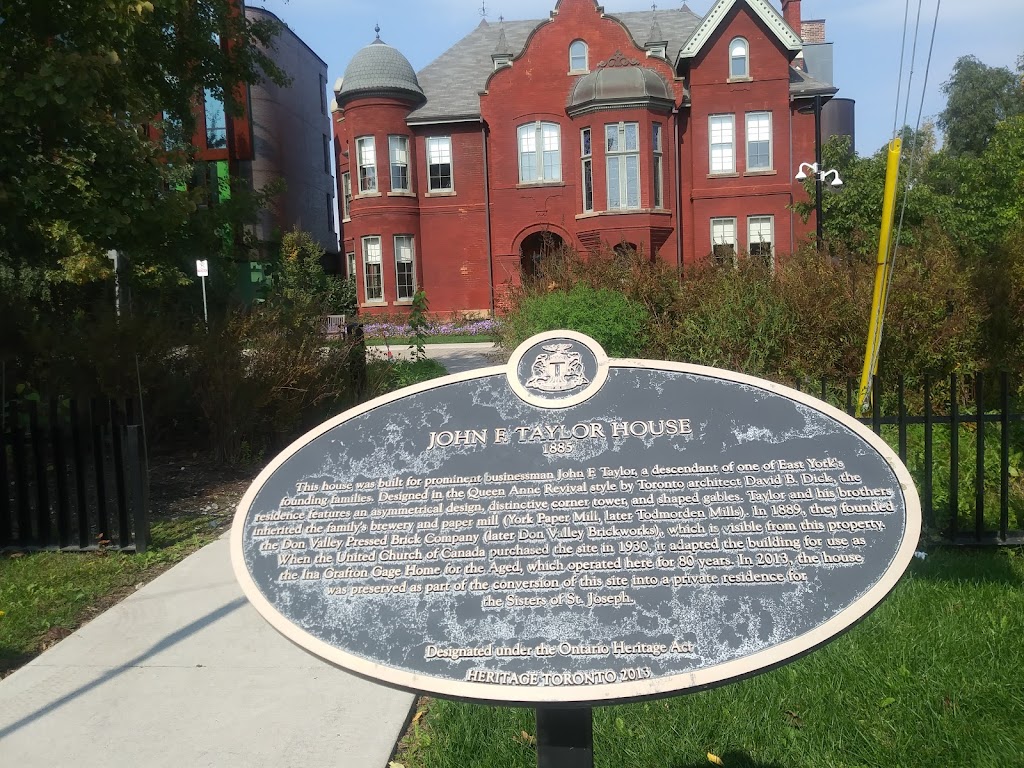 JOHN F. TAYLOR HOUSE
1885
This house was built for prominent businessman John F. Taylor, a descendant of one of East York's
founding families. Designed in the Queen Anne Revival style by Toronto architect David B. Dick, the
residence features an asymmetrical design, distinctive corner tower, and shaped gables. Taylor and his brothers
inherited the family's brewery and paper mill (York Paper Mill, later Todmorden Mills). In 1889, they founded
the Don Valley Pressed Brick Company (later Don Valley Brickworks), which is visible from this property.
When the United Church of Canada purchased the site in 1930, it adapted the building for use as
the Ina Grafton Gage Home for the Aged, which operated here for 80 years. In 2013, the house
was preserved as part of the conversion of this site into a private residence for
the Sisters of St. Joseph.
Designated under the Ontario Heritage Act
HERITAGE TORONTO 2013